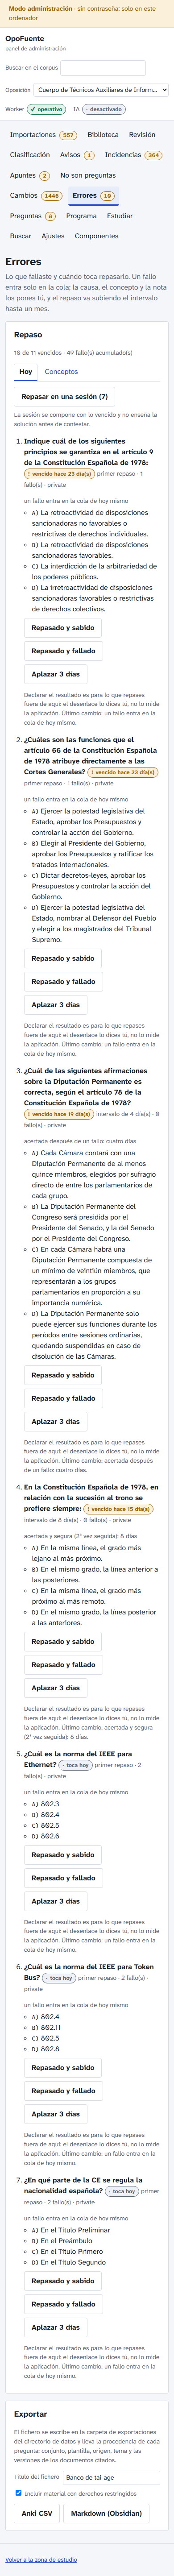 Modo administración · sin contraseña: solo en este
ordenador
OpoFuente
panel de administración
Buscar en el corpus
Oposición Cuerpo de Técnicos Auxiliares de Inform...
Worker ✓ operativo IA - desactivado
Importaciones 557 Biblioteca Revisión
Clasificación Avisos 1 Incidencias 364
Apuntes 2 No son preguntas
Cambios 1446 Errores 10
Preguntas 8 Programa Estudiar
Buscar Ajustes Componentes
Errores
Lo que fallaste y cuándo toca repasarlo. Un fallo
entra solo en la cola; la causa, el concepto y la nota
los pones tú, y el repaso va subiendo el intervalo
hasta un mes.
Repaso
10 de 11 vencidos · 49 fallo(s) acumulado(s)
Hoy Conceptos
Repasar en una sesión (7)
La sesión se compone con lo vencido y no enseña la
solución antes de contestar.
1. Indique cuál de los siguientes
principios se garantiza en el artículo 9
de la Constitución Española de 1978:
! vencido hace 23 día(s) primer repaso · 1
fallo(s) · private
un fallo entra en la cola de hoy mismo
A) La retroactividad de disposiciones
sancionadoras no favorables o
restrictivas de derechos individuales.
B) La retroactividad de disposiciones
sancionadoras favorables.
C) La interdicción de la arbitrariedad de
los poderes públicos.
D) La irretroactividad de disposiciones
sancionadoras favorables o restrictivas
de derechos colectivos.
Repasado y sabido
Repasado y fallado
Aplazar 3 días
Declarar el resultado es para lo que repasas
fuera de aquí: el desenlace lo dices tú, no lo mide
la aplicación. Último cambio: un fallo entra en la
cola de hoy mismo.
2. ¿Cuáles son las funciones que el
artículo 66 de la Constitución Española
de 1978 atribuye directamente a las
Cortes Generales? ! vencido hace 23 día(s)
primer repaso · 1 fallo(s) · private
un fallo entra en la cola de hoy mismo
A) Ejercer la potestad legislativa del
Estado, aprobar los Presupuestos y
controlar la acción del Gobierno.
B) Elegir al Presidente del Gobierno,
aprobar los Presupuestos y ratificar los
tratados internacionales.
C) Dictar decretos-leyes, aprobar los
Presupuestos y controlar la acción del
Gobierno.
D) Ejercer la potestad legislativa del
Estado, nombrar al Defensor del Pueblo
y elegir a los magistrados del Tribunal
Supremo.
Repasado y sabido
Repasado y fallado
Aplazar 3 días
Declarar el resultado es para lo que repasas
fuera de aquí: el desenlace lo dices tú, no lo mide
la aplicación. Último cambio: un fallo entra en la
cola de hoy mismo.
3. ¿Cuál de las siguientes afirmaciones
sobre la Diputación Permanente es
correcta, según el artículo 78 de la
Constitución Española de 1978?
! vencido hace 19 día(s) intervalo de 4 día(s) · 0
fallo(s) · private
acertada después de un fallo: cuatro días
A) Cada Cámara contará con una
Diputación Permanente de al menos
quince miembros, elegidos por sufragio
directo de entre los parlamentarios de
cada grupo.
B) La Diputación Permanente del
Congreso será presidida por el
Presidente del Senado, y la del Senado
por el Presidente del Congreso.
C) En cada Cámara habrá una
Diputación Permanente compuesta de
un mínimo de veintiún miembros, que
representarán a los grupos
parlamentarios en proporción a su
importancia numérica.
D) La Diputación Permanente solo
puede ejercer sus funciones durante los
períodos entre sesiones ordinarias,
quedando suspendidas en caso de
disolución de las Cámaras.
Repasado y sabido
Repasado y fallado
Aplazar 3 días
Declarar el resultado es para lo que repasas
fuera de aquí: el desenlace lo dices tú, no lo mide
la aplicación. Último cambio: acertada después
de un fallo: cuatro días.
4. En la Constitución Española de 1978, en
relación con la sucesión al trono se
prefiere siempre: ! vencido hace 15 día(s)
intervalo de 8 día(s) · 0 fallo(s) · private
acertada y segura (2ª vez seguida): 8 días
A) En la misma línea, el grado más
lejano al más próximo.
B) En el mismo grado, la línea anterior a
las posteriores.
C) En la misma línea, el grado más
próximo al más remoto.
D) En el mismo grado, la línea posterior
a las anteriores.
Repasado y sabido
Repasado y fallado
Aplazar 3 días
Declarar el resultado es para lo que repasas
fuera de aquí: el desenlace lo dices tú, no lo mide
la aplicación. Último cambio: acertada y segura
(2ª vez seguida): 8 días.
5. ¿Cuál es la norma del IEEE para
Ethernet? - toca hoy primer repaso · 2
fallo(s) · private
un fallo entra en la cola de hoy mismo
A) 802.3
B) 802.4
C) 802.5
D) 802.6
Repasado y sabido
Repasado y fallado
Aplazar 3 días
Declarar el resultado es para lo que repasas
fuera de aquí: el desenlace lo dices tú, no lo mide
la aplicación. Último cambio: un fallo entra en la
cola de hoy mismo.
6. ¿Cuál es la norma del IEEE para Token
Bus? - toca hoy primer repaso · 2 fallo(s) ·
private
un fallo entra en la cola de hoy mismo
A) 802.4
B) 802.11
C) 802.5
D) 802.8
Repasado y sabido
Repasado y fallado
Aplazar 3 días
Declarar el resultado es para lo que repasas
fuera de aquí: el desenlace lo dices tú, no lo mide
la aplicación. Último cambio: un fallo entra en la
cola de hoy mismo.
7. ¿En qué parte de la CE se regula la
nacionalidad española? - toca hoy primer
repaso · 2 fallo(s) · private
un fallo entra en la cola de hoy mismo
A) En el Título Preliminar
B) En el Preámbulo
C) En el Título Primero
D) En el Título Segundo
Repasado y sabido
Repasado y fallado
Aplazar 3 días
Declarar el resultado es para lo que repasas
fuera de aquí: el desenlace lo dices tú, no lo mide
la aplicación. Último cambio: un fallo entra en la
cola de hoy mismo.
Exportar
El fichero se escribe en la carpeta de exportaciones
del directorio de datos y lleva la procedencia de cada
pregunta: conjunto, plantilla, origen, tema y las
versiones de los documentos citados.
Título del fichero Banco de tai-age
Incluir material con derechos restringidos
Anki CSV Markdown (Obsidian)
Volver a la zona de estudio